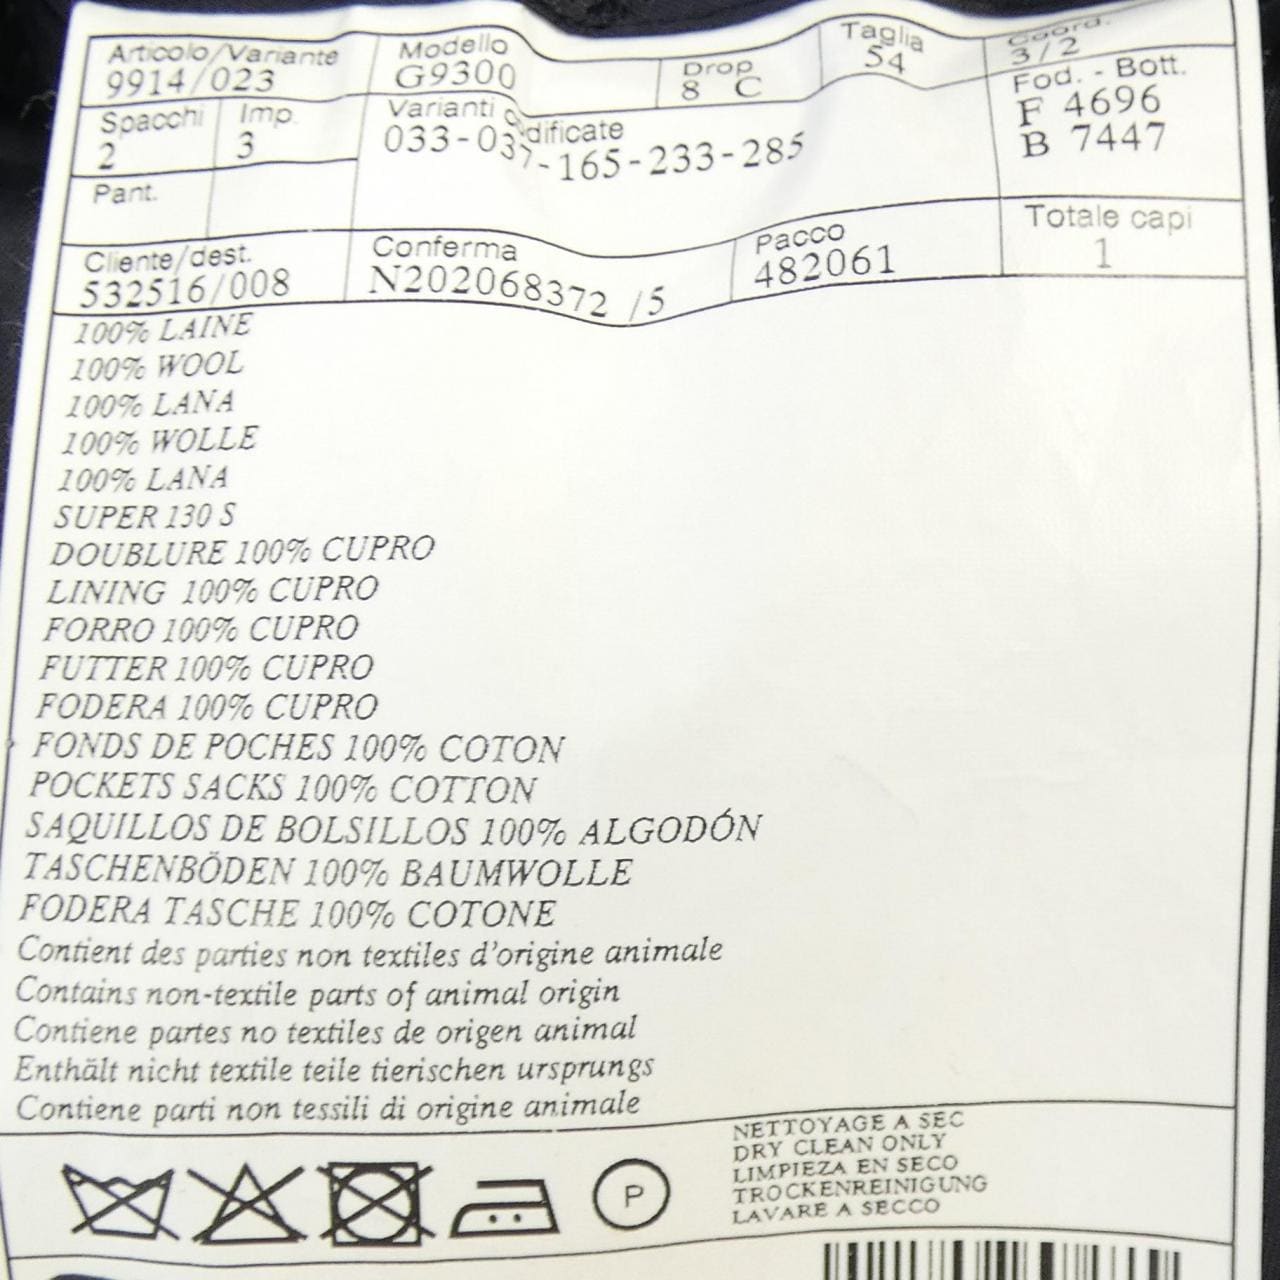 Articolo/Variante
9914/023
Modello
G9300
Drop
8 C
Taglia
54
Coord.
3/2
Spacchi
2
Imp.
3
Varianti codificate
033-037-165-233-285
Fod. - Bott.
F 4696
B 7447
Pant.
Cliente/dest.
532516/008
Conferma
N202068372 /5
Pacco
482061
Totale capi
1
100% LAINE
100% WOOL
100% LANA
100% WOLLE
100% LANA
SUPER 130 S
DOUBLURE 100% CUPRO
LINING 100% CUPRO
FORRO 100% CUPRO
FUTTER 100% CUPRO
FODERA 100% CUPRO
FONDS DE POCHES 100% COTON
POCKETS SACKS 100% COTTON
SAQUILLOS DE BOLSILLOS 100% ALGODÓN
TASCHENBÖDEN 100% BAUMWOLLE
FODERA TASCHE 100% COTONE
Contient des parties non textiles d'origine animale
Contains non-textile parts of animal origin
Contiene partes no textiles de origen animal
Enthält nicht textile teile tierischen ursprungs
Contiene parti non tessili di origine animale
P
NETTOYAGE A SEC
DRY CLEAN ONLY
LIMPIEZA EN SECO
TROCKENREINIGUNG
LAVARE A SECCO